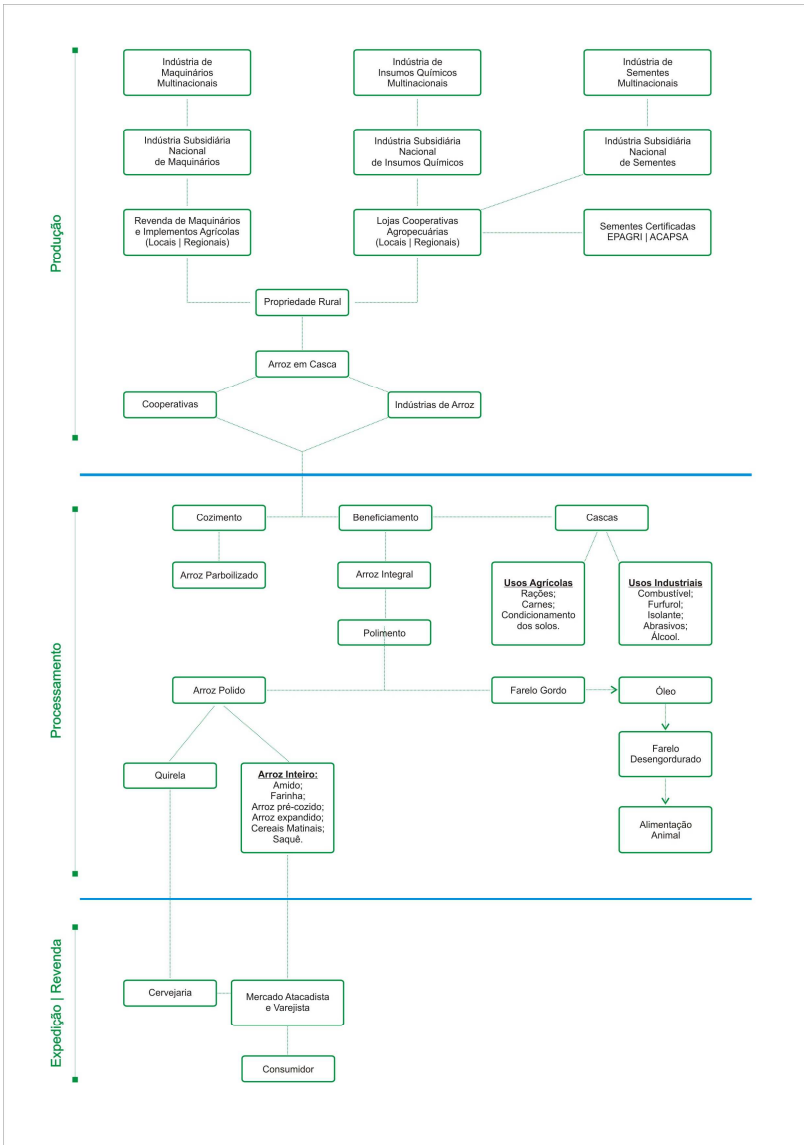 Produção
Indústria de
Maquinários
Multinacionais
Indústria de
Insumos Químicos
Multinacionais
Indústria de
Sementes
Multinacionais
Indústria Subsidiária
Nacional
de Maquinários
Indústria Subsidiária
Nacional
de Insumos Químicos
Indústria Subsidiária
Nacional
de Sementes
Revenda de Maquinários
e Implementos Agrícolas
(Locais | Regionais)
Lojas Cooperativas
Agropecuárias
(Locais | Regionais)
Sementes Certificadas
EPAGRI | ACAPSA
Propriedade Rural
Arroz em Casca
Cooperativas
Indústrias de Arroz
Processamento
Cozimento
Beneficiamento
Cascas
Arroz Parboilizado
Arroz Integral
Usos Agrícolas
Rações;
Carnes;
Condicionamento
dos solos.
Usos Industriais
Combustível;
Furfurol;
Isolante;
Abrasivos;
Álcool.
Polimento
Arroz Polido
Farelo Gordo
Óleo
Quirela
Arroz Inteiro:
Amido;
Farinha;
Arroz pré-cozido;
Arroz expandido;
Cereais Matinais;
Saquê.
Farelo
Desengordurado
Alimentação
Animal
Expedição | Revenda
Cervejaria
Mercado Atacadista
e Varejista
Consumidor